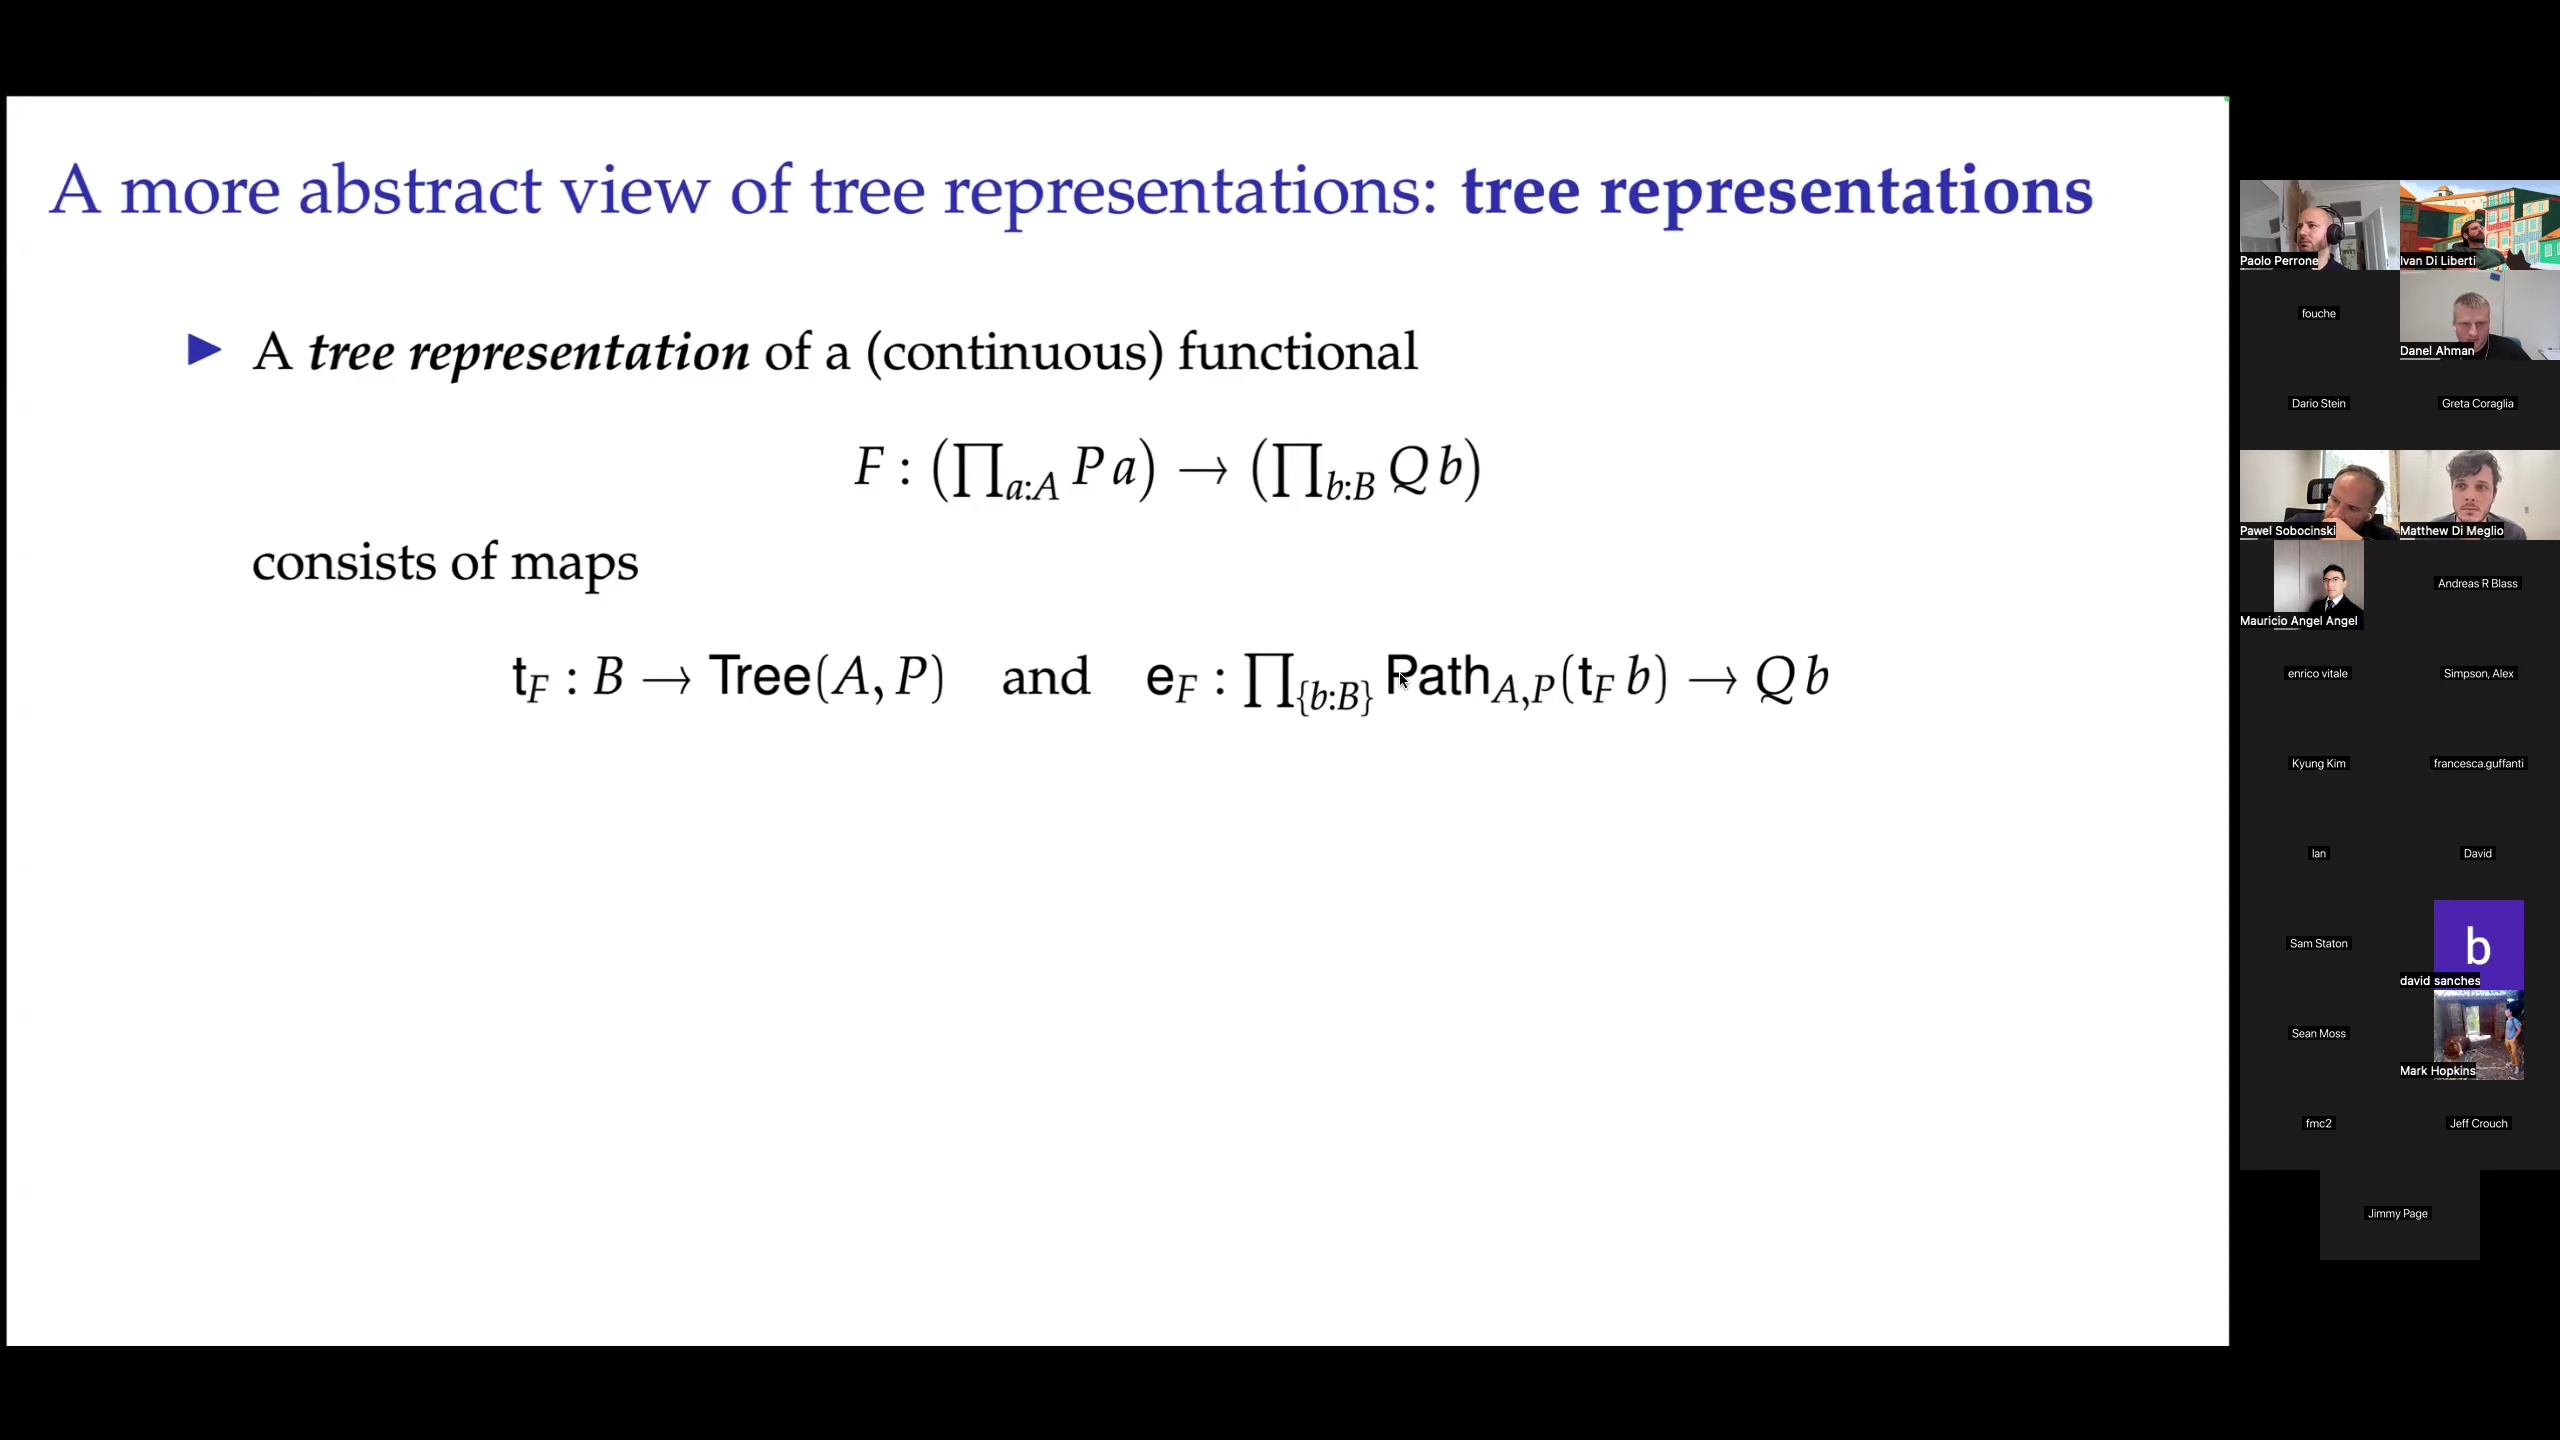 A more abstract view of tree representations: tree representations
▶ A tree representation of a (continuous) functional
F : (∏_{a:A} P a) → (∏_{b:B} Q b)
consists of maps
t_F : B → Tree(A, P) and e_F : ∏_{{b:B}} Path_{A,P}(t_F b) → Q b
Paolo Perrone
Ivan Di Liberti
fouche
Danel Ahman
Dario Stein
Greta Coraglia
Pawel Sobocinski
Matthew Di Meglio
Mauricio Angel Angel
Andreas R Blass
enrico vitale
Simpson, Alex
Kyung Kim
francesca.guffanti
Ian
David
Sam Staton
b
david sanches
Sean Moss
Mark Hopkins
fmc2
Jeff Crouch
Jimmy Page